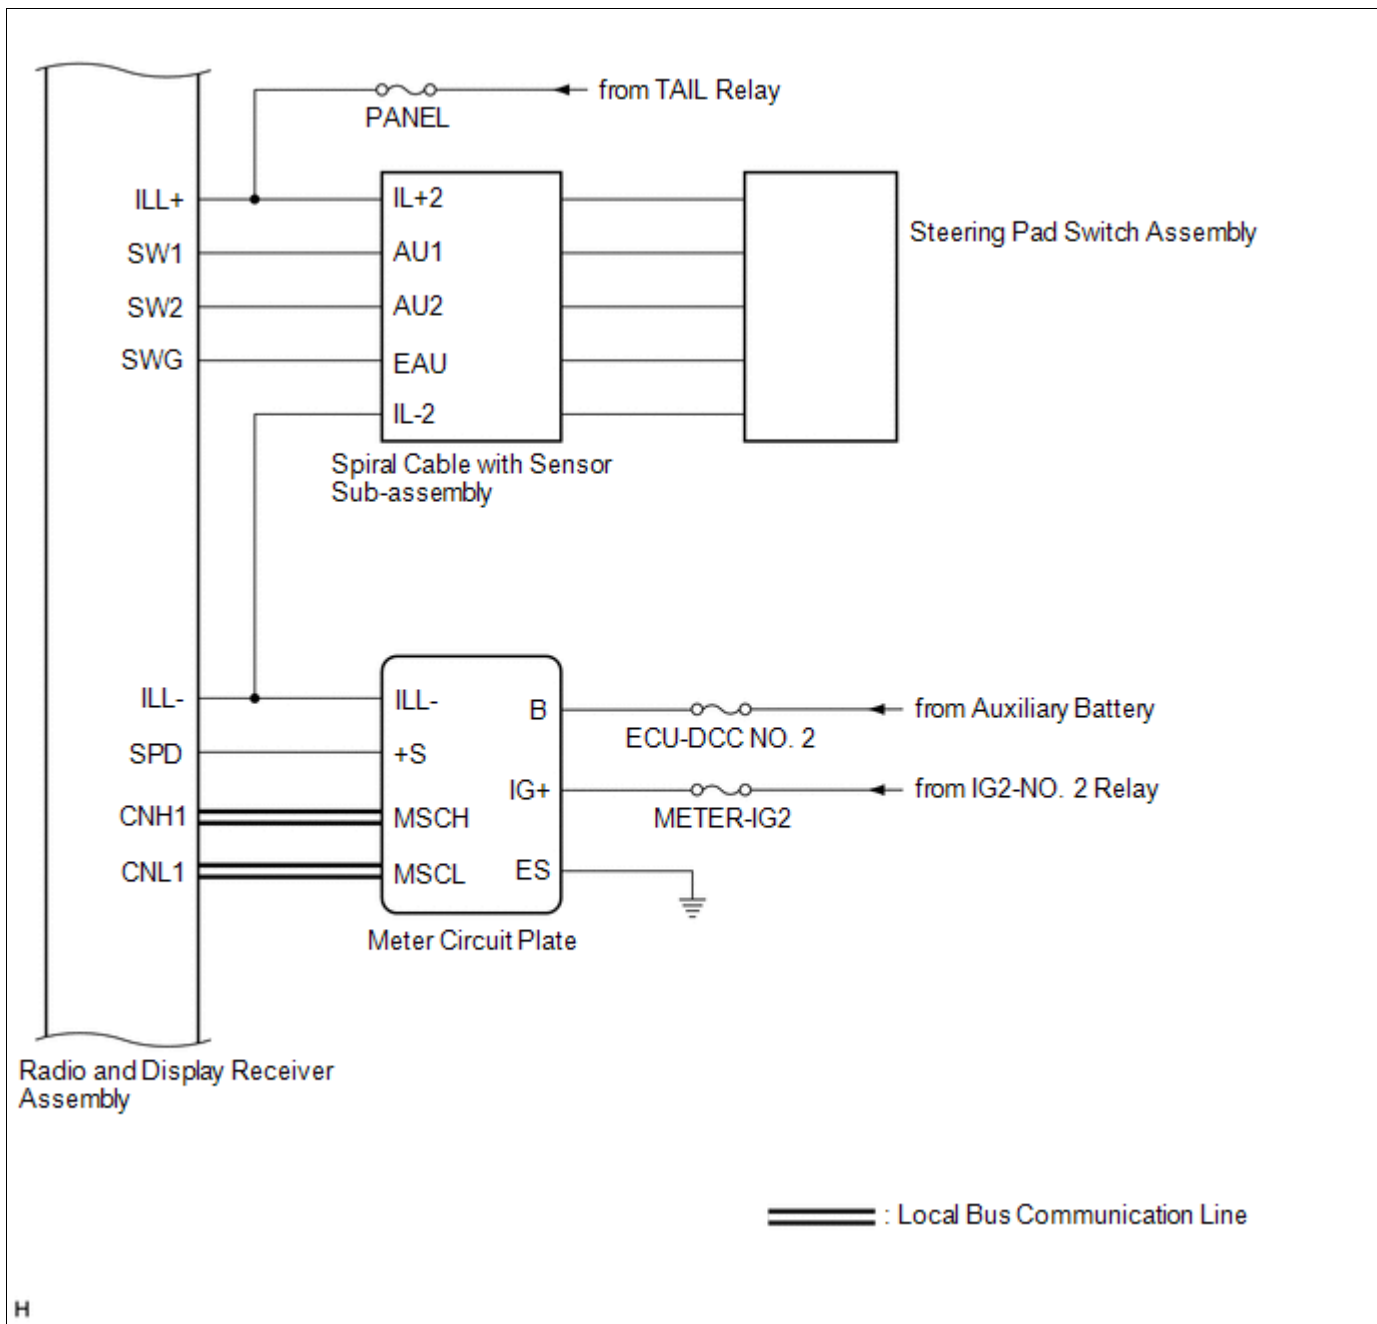 from TAIL Relay
PANEL
ILL+
IL+2
Steering Pad Switch Assembly
SW1
AU1
SW2
AU2
SWG
EAU
IL-2
Spiral Cable with Sensor
Sub-assembly
ILL-
ILL-
B
from Auxiliary Battery
ECU-DCC NO. 2
SPD
+S
IG+
from IG2-NO. 2 Relay
METER-IG2
CNH1
MSCH
CNL1
MSCL
ES
Meter Circuit Plate
Radio and Display Receiver
Assembly
: Local Bus Communication Line
H